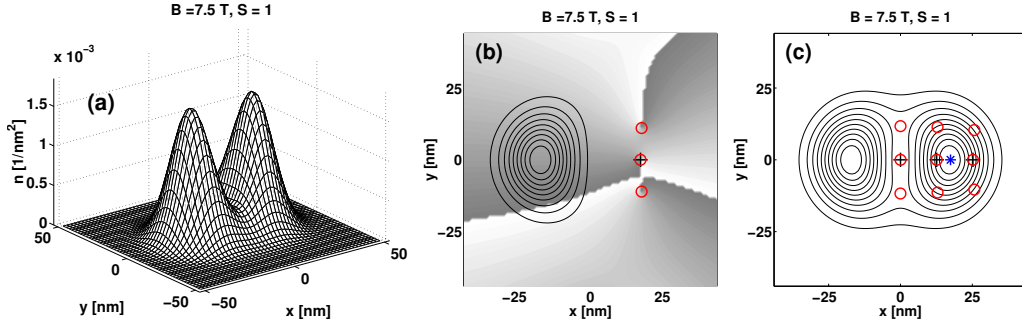 B =7.5 T, S = 1
x 10⁻³
(a)
n [1/nm²]
1.5
1
0.5
0
50
0
−50
y [nm]
−50
0
50
x [nm]
B =7.5 T, S = 1
(b)
y [nm]
25
0
−25
−25
0
25
x [nm]
B = 7.5 T, S = 1
(c)
y [nm]
25
0
−25
−25
0
25
x [nm]